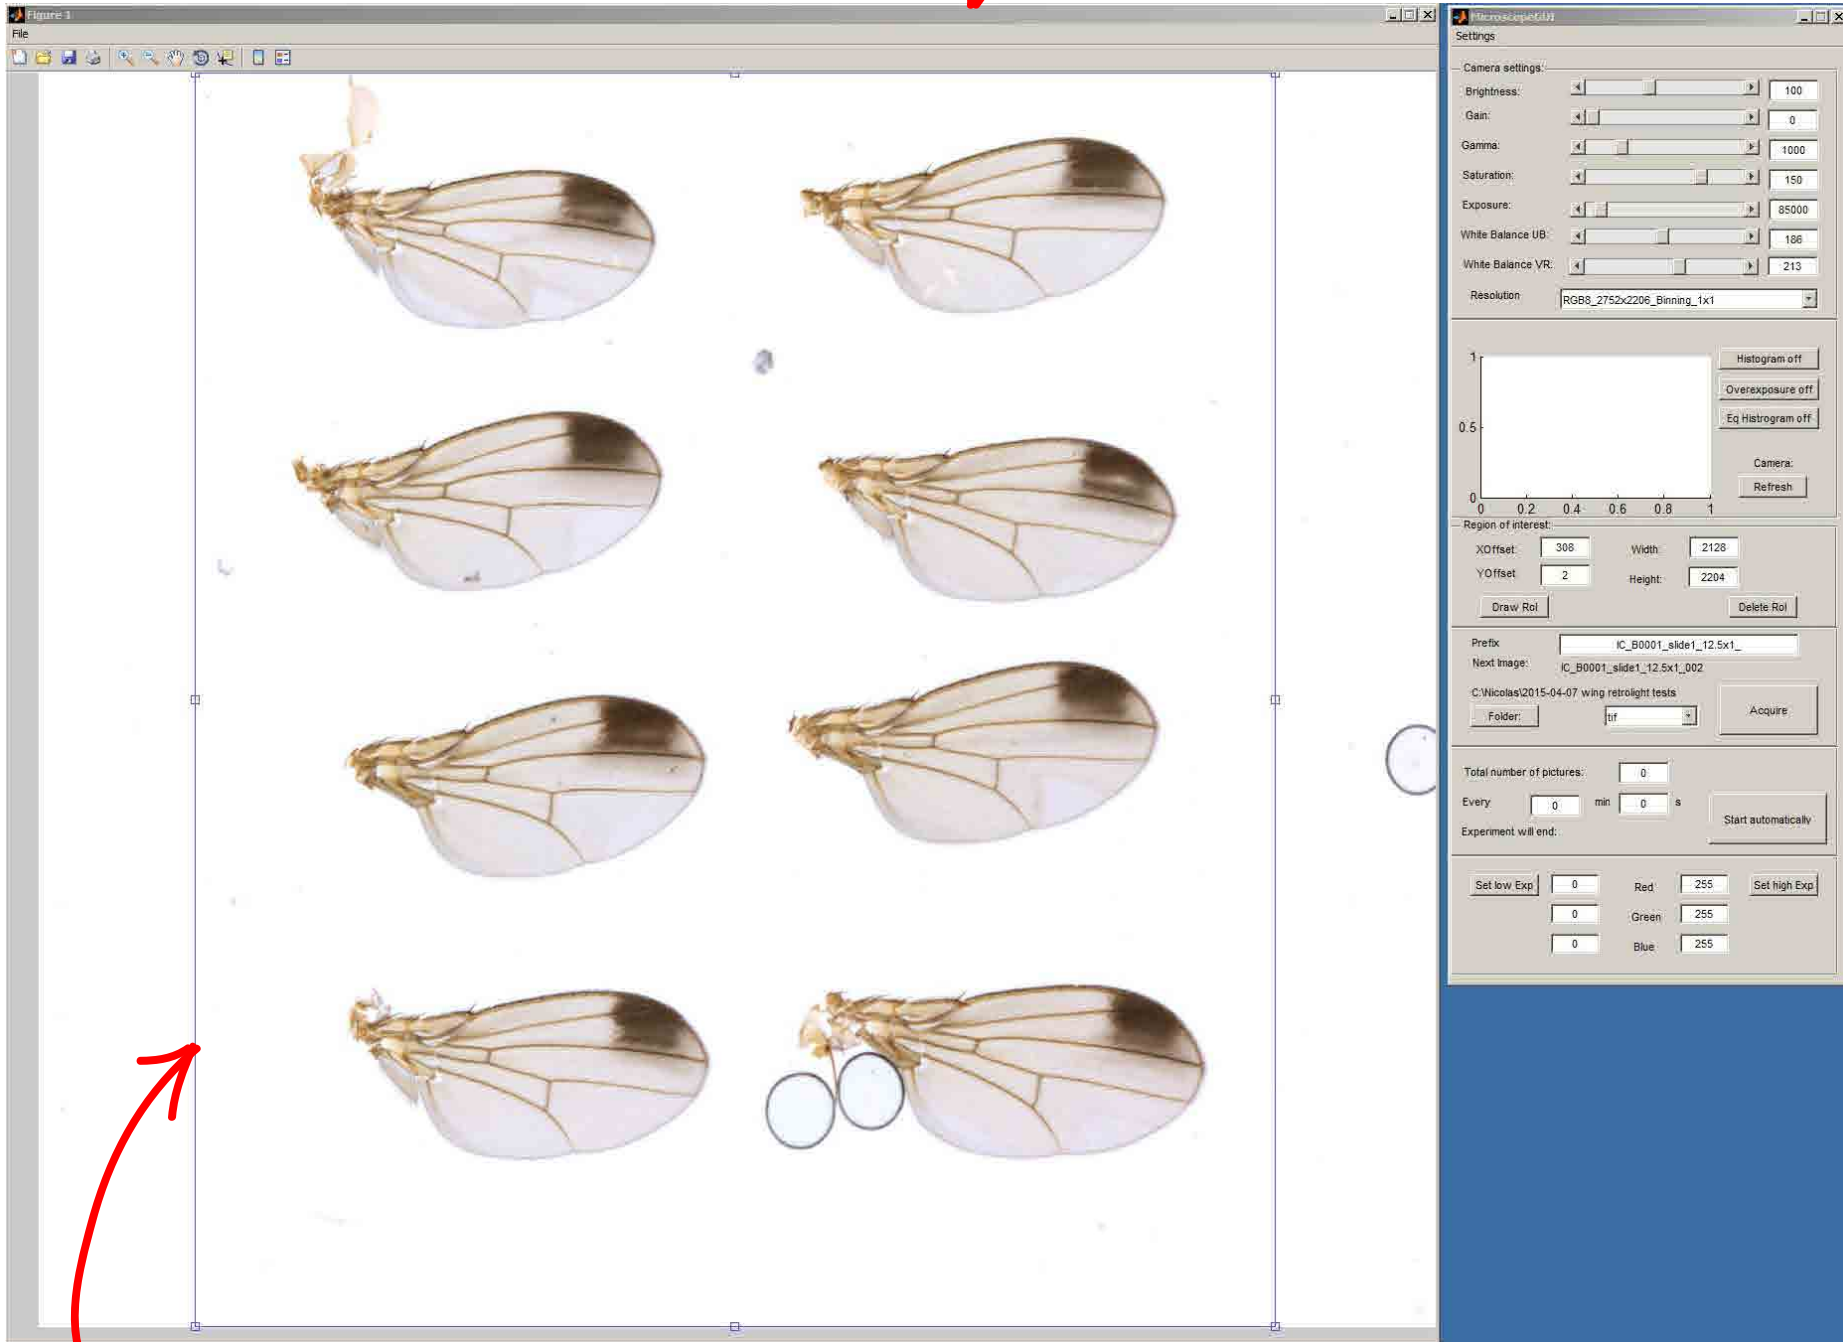 Figure 1
File
MicroscopeGUI
Settings
Camera settings:
Brightness: 100
Gain: 0
Gamma: 1000
Saturation: 150
Exposure: 85000
White Balance UB: 186
White Balance VR: 213
Resolution RGB8_2752x2206_Binning_1x1
1
0.5
0
0 0.2 0.4 0.6 0.8 1
Histogram off
Overexposure off
Eq Histrogram off
Camera:
Refresh
Region of interest:
XOffset: 308 Width: 2128
YOffset 2 Height: 2204
Draw RoI Delete RoI
Prefix IC_B0001_slide1_12.5x1_
Next Image: IC_B0001_slide1_12.5x1_002
C:\Nicolas\2015-04-07 wing retrolight tests
Folder: tif Acquire
Total number of pictures: 0
Every 0 min 0 s
Start automatically
Experiment will end:
Set low Exp 0 Red 255 Set high Exp
0 Green 255
0 Blue 255